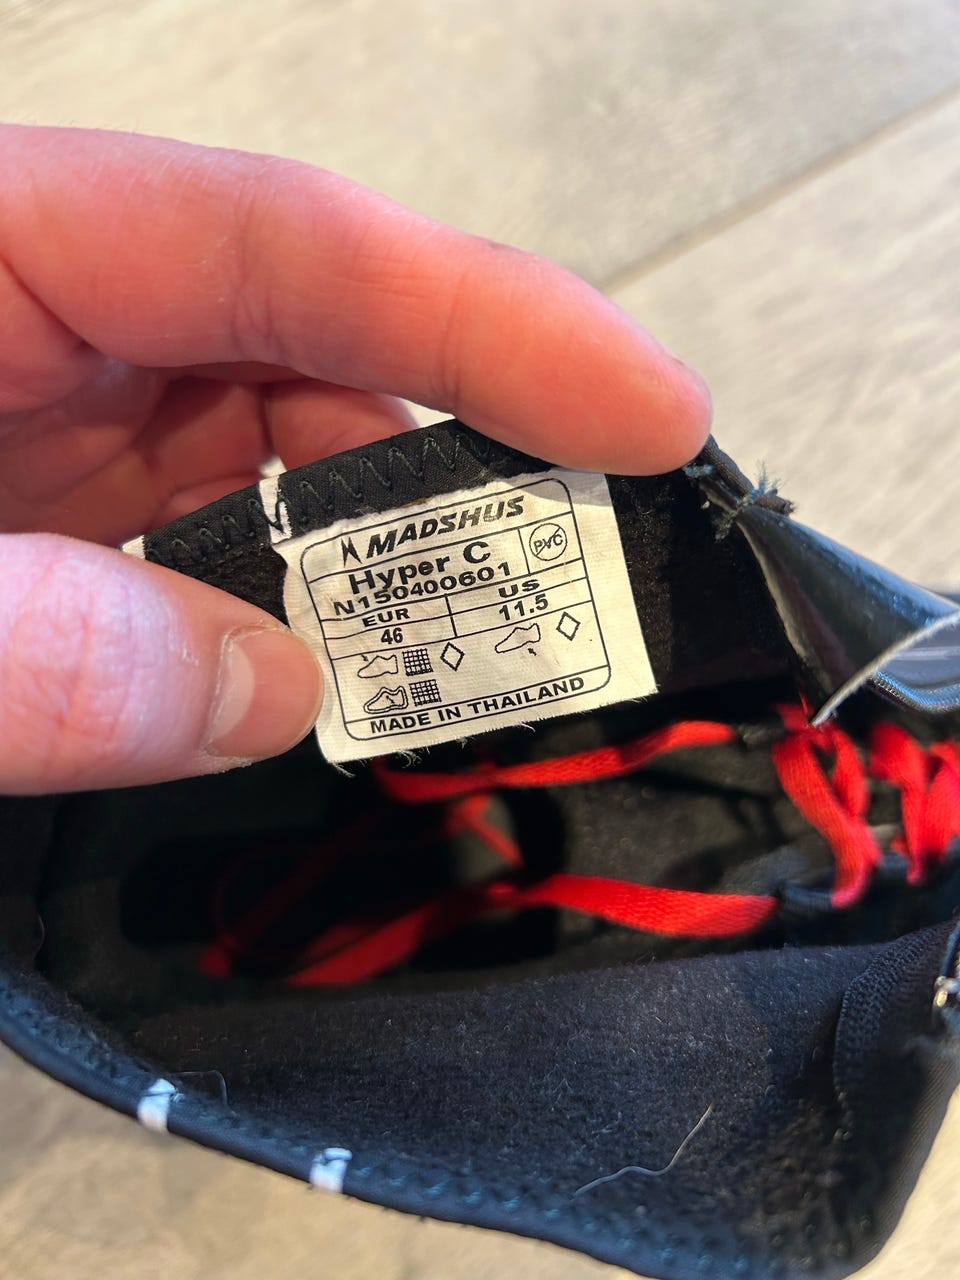 MADSHUS
Hyper C
PVC
N150400601
EUR
US
46
11.5
MADE IN THAILAND